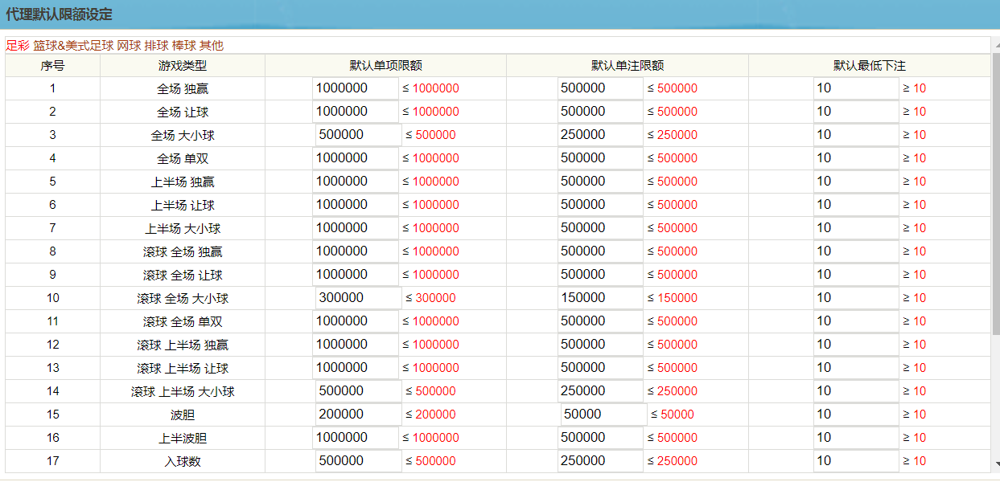 代理默认限额设定
足彩 篮球&美式足球 网球 排球 棒球 其他
序号 游戏类型 默认单项限额 默认单注限额 默认最低下注
1 全场 独赢 1000000 ≤ 1000000 500000 ≤ 500000 10 ≥ 10
2 全场 让球 1000000 ≤ 1000000 500000 ≤ 500000 10 ≥ 10
3 全场 大小球 500000 ≤ 500000 250000 ≤ 250000 10 ≥ 10
4 全场 单双 1000000 ≤ 1000000 500000 ≤ 500000 10 ≥ 10
5 上半场 独赢 1000000 ≤ 1000000 500000 ≤ 500000 10 ≥ 10
6 上半场 让球 1000000 ≤ 1000000 500000 ≤ 500000 10 ≥ 10
7 上半场 大小球 1000000 ≤ 1000000 500000 ≤ 500000 10 ≥ 10
8 滚球 全场 独赢 1000000 ≤ 1000000 500000 ≤ 500000 10 ≥ 10
9 滚球 全场 让球 1000000 ≤ 1000000 500000 ≤ 500000 10 ≥ 10
10 滚球 全场 大小球 300000 ≤ 300000 150000 ≤ 150000 10 ≥ 10
11 滚球 全场 单双 1000000 ≤ 1000000 500000 ≤ 500000 10 ≥ 10
12 滚球 上半场 独赢 1000000 ≤ 1000000 500000 ≤ 500000 10 ≥ 10
13 滚球 上半场 让球 1000000 ≤ 1000000 500000 ≤ 500000 10 ≥ 10
14 滚球 上半场 大小球 500000 ≤ 500000 250000 ≤ 250000 10 ≥ 10
15 波胆 200000 ≤ 200000 50000 ≤ 50000 10 ≥ 10
16 上半波胆 1000000 ≤ 1000000 500000 ≤ 500000 10 ≥ 10
17 入球数 500000 ≤ 500000 250000 ≤ 250000 10 ≥ 10